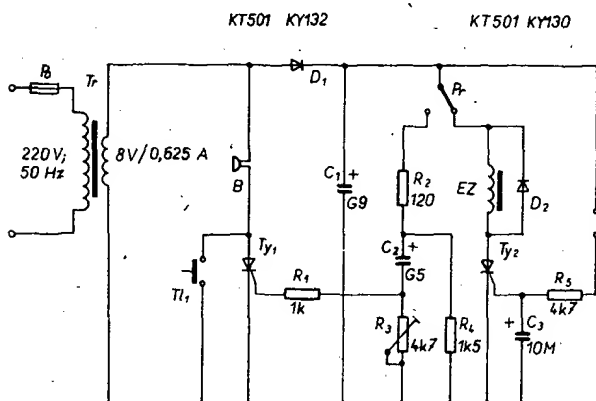 KT501 KY132
KT501 KY130
Po
Tr
D1
Pr
220 V;
50 Hz
8V/0,625 A
B
C1 +
G9
R2
120
EZ
D2
C2 +
G5
Ty1
Ty2
Tl1
R1
1k
R3
4k7
R4
1k5
+ C3
10M
R5
4k7